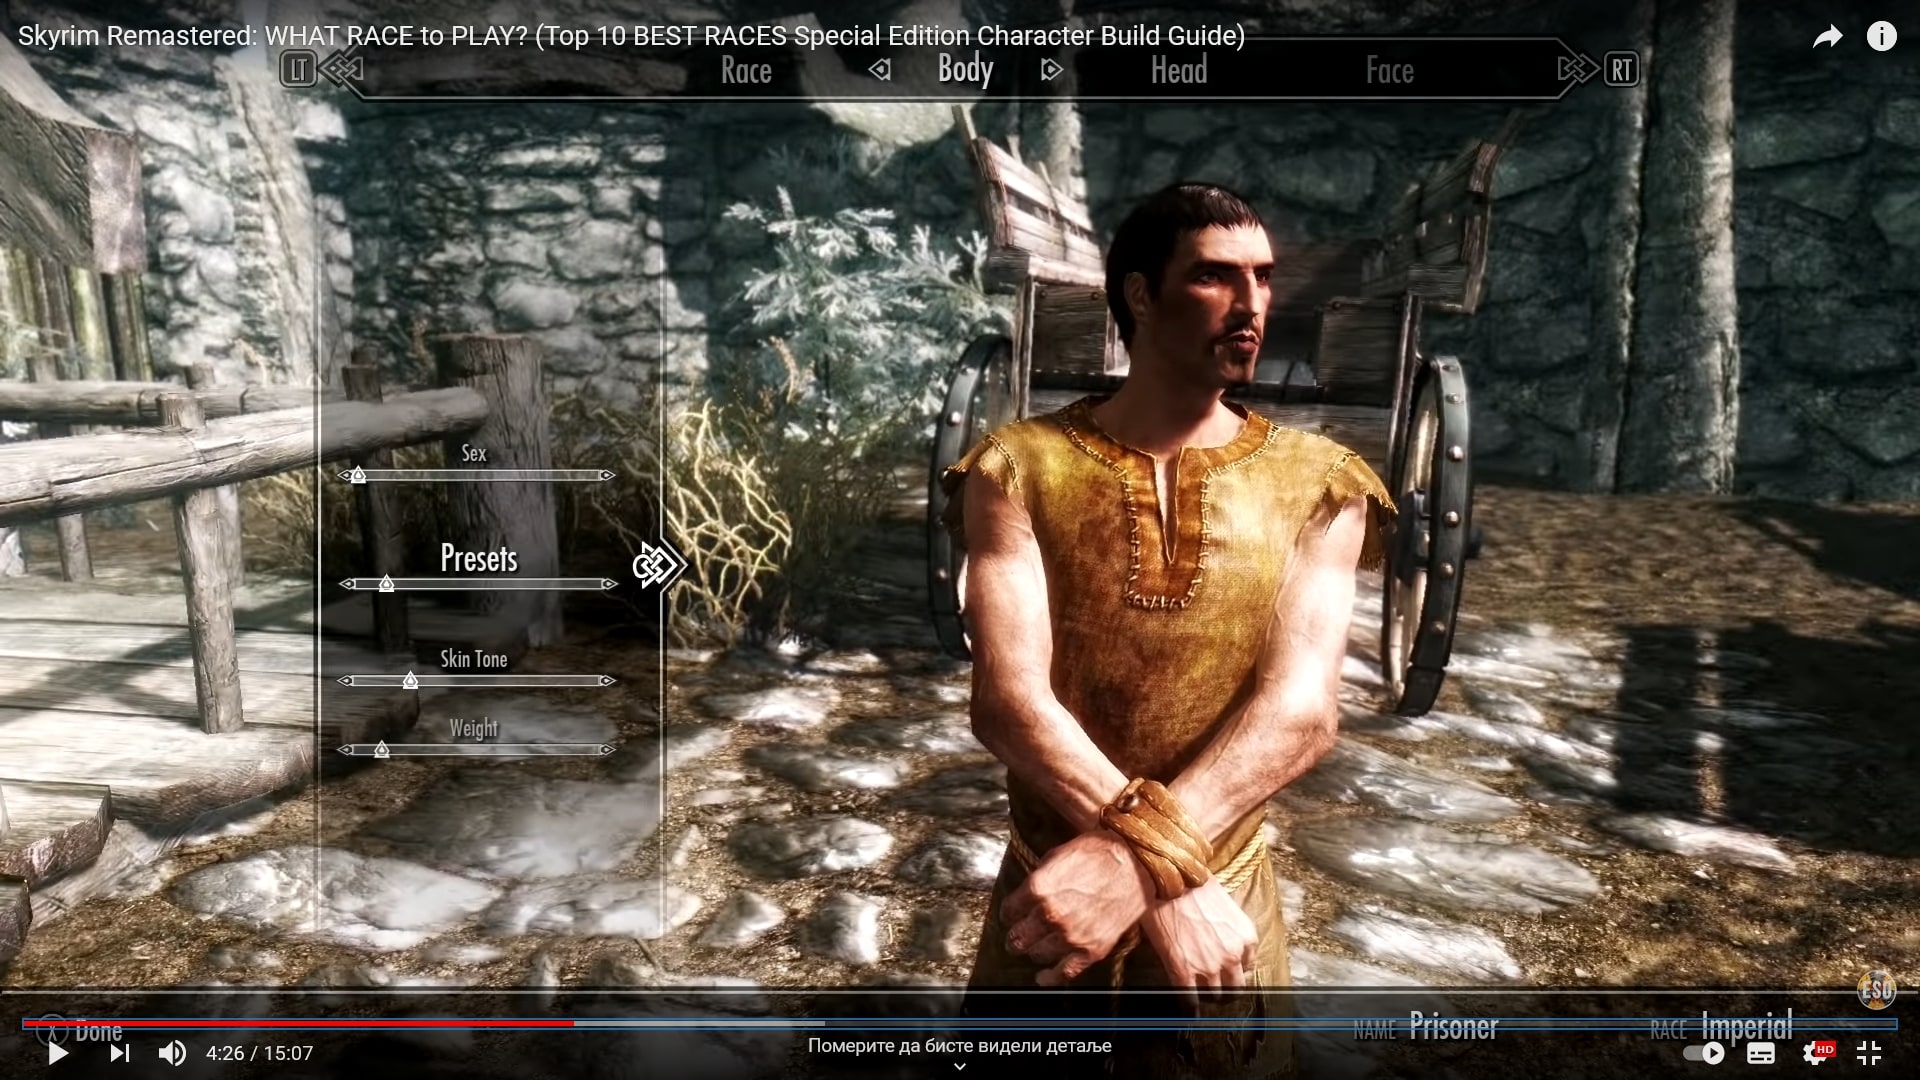 Skyrim Remastered: WHAT RACE to PLAY? (Top 10 BEST RACES Special Edition Character Build Guide)
LT Race Body Head Face RT
Sex
Presets
Skin Tone
Weight
ESO
X Done NAME Prisoner RACE Imperial
4:26 / 15:07 Померите да бисте видели детаље HD